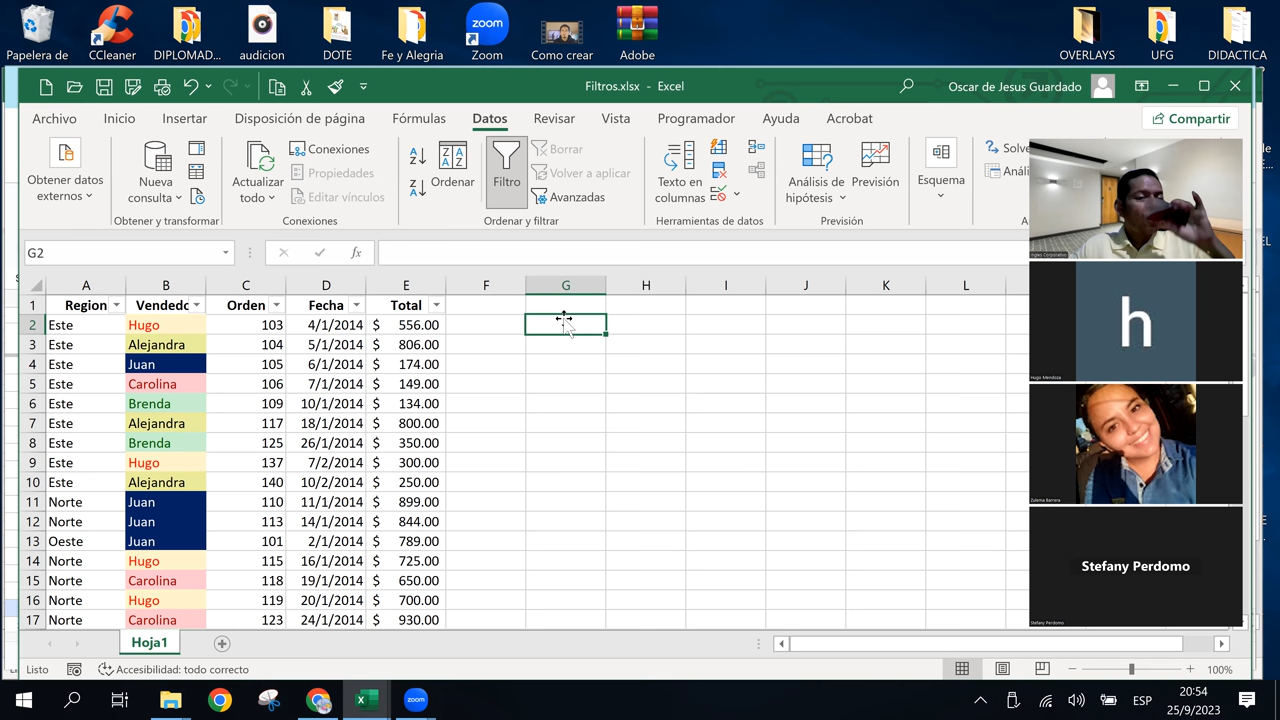 Papelera de
CCleaner
DIPLOMAD...
audicion
DOTE
Fe y Alegria
Zoom
Como crear
Adobe
OVERLAYS
UFG
DIDACTICA
zoom
Filtros.xlsx - Excel
Oscar de Jesus Guardado
Archivo
Inicio
Insertar
Disposición de página
Fórmulas
Datos
Revisar
Vista
Programador
Ayuda
Acrobat
Compartir
Obtener datos
externos
Nueva
consulta
Obtener y transformar
Actualizar
todo
Conexiones
Propiedades
Editar vínculos
Conexiones
Ordenar
Filtro
Borrar
Volver a aplicar
Avanzadas
Ordenar y filtrar
Texto en
columnas
Herramientas de datos
Análisis de
hipótesis
Previsión
Previsión
Esquema
Solve
Análi
G2
fx
A B C D E F G H I J K L
1 Region Vendedo Orden Fecha Total
2 Este Hugo 103 4/1/2014 $ 556.00
3 Este Alejandra 104 5/1/2014 $ 806.00
4 Este Juan 105 6/1/2014 $ 174.00
5 Este Carolina 106 7/1/2014 $ 149.00
6 Este Brenda 109 10/1/2014 $ 134.00
7 Este Alejandra 117 18/1/2014 $ 800.00
8 Este Brenda 125 26/1/2014 $ 350.00
9 Este Hugo 137 7/2/2014 $ 300.00
10 Este Alejandra 140 10/2/2014 $ 250.00
11 Norte Juan 110 11/1/2014 $ 899.00
12 Norte Juan 113 14/1/2014 $ 844.00
13 Oeste Juan 101 2/1/2014 $ 789.00
14 Norte Hugo 115 16/1/2014 $ 725.00
15 Norte Carolina 118 19/1/2014 $ 650.00
16 Norte Hugo 119 20/1/2014 $ 700.00
17 Norte Carolina 123 24/1/2014 $ 930.00
Ingles Corporativo
h
Hugo Mendoza
Zulema Barrera
Stefany Perdomo
Stefany Perdomo
Hoja1
Listo
Accesibilidad: todo correcto
100%
zoom
ESP
20:54
25/9/2023